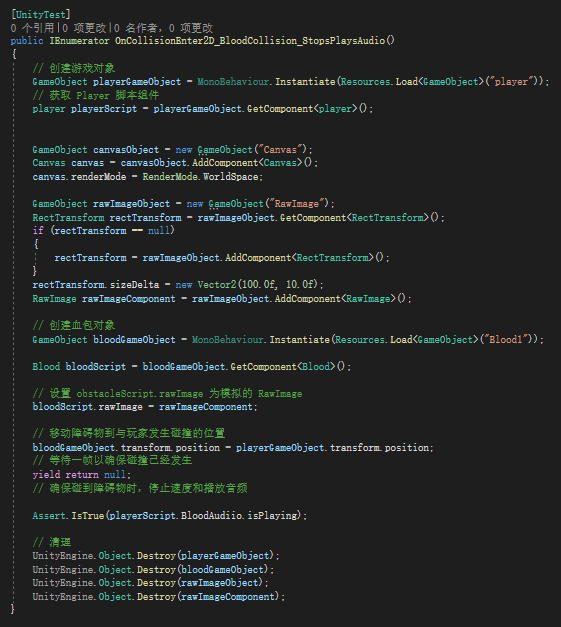 [UnityTest]
0 个引用|0 项更改|0 名作者，0 项更改
public IEnumerator OnCollisionEnter2D_BloodCollision_StopsPlaysAudio()
{
// 创建游戏对象
GameObject playerGameObject = MonoBehaviour.Instantiate(Resources.Load<GameObject>("player"));
// 获取 Player 脚本组件
player playerScript = playerGameObject.GetComponent<player>();
GameObject canvasObject = new GameObject("Canvas");
Canvas canvas = canvasObject.AddComponent<Canvas>();
canvas.renderMode = RenderMode.WorldSpace;
GameObject rawImageObject = new GameObject("RawImage");
RectTransform rectTransform = rawImageObject.GetComponent<RectTransform>();
if (rectTransform == null)
{
rectTransform = rawImageObject.AddComponent<RectTransform>();
}
rectTransform.sizeDelta = new Vector2(100.0f, 10.0f);
RawImage rawImageComponent = rawImageObject.AddComponent<RawImage>();
// 创建血包对象
GameObject bloodGameObject = MonoBehaviour.Instantiate(Resources.Load<GameObject>("Blood1"));
Blood bloodScript = bloodGameObject.GetComponent<Blood>();
// 设置 obstacleScript.rawImage 为模拟的 RawImage
bloodScript.rawImage = rawImageComponent;
// 移动障碍物到与玩家发生碰撞的位置
bloodGameObject.transform.position = playerGameObject.transform.position;
// 等待一帧以确保碰撞已经发生
yield return null;
// 确保碰到障碍物时，停止速度和播放音频
Assert.IsTrue(playerScript.BloodAudiio.isPlaying);
// 清理
UnityEngine.Object.Destroy(playerGameObject);
UnityEngine.Object.Destroy(bloodGameObject);
UnityEngine.Object.Destroy(rawImageObject);
UnityEngine.Object.Destroy(rawImageComponent);
}